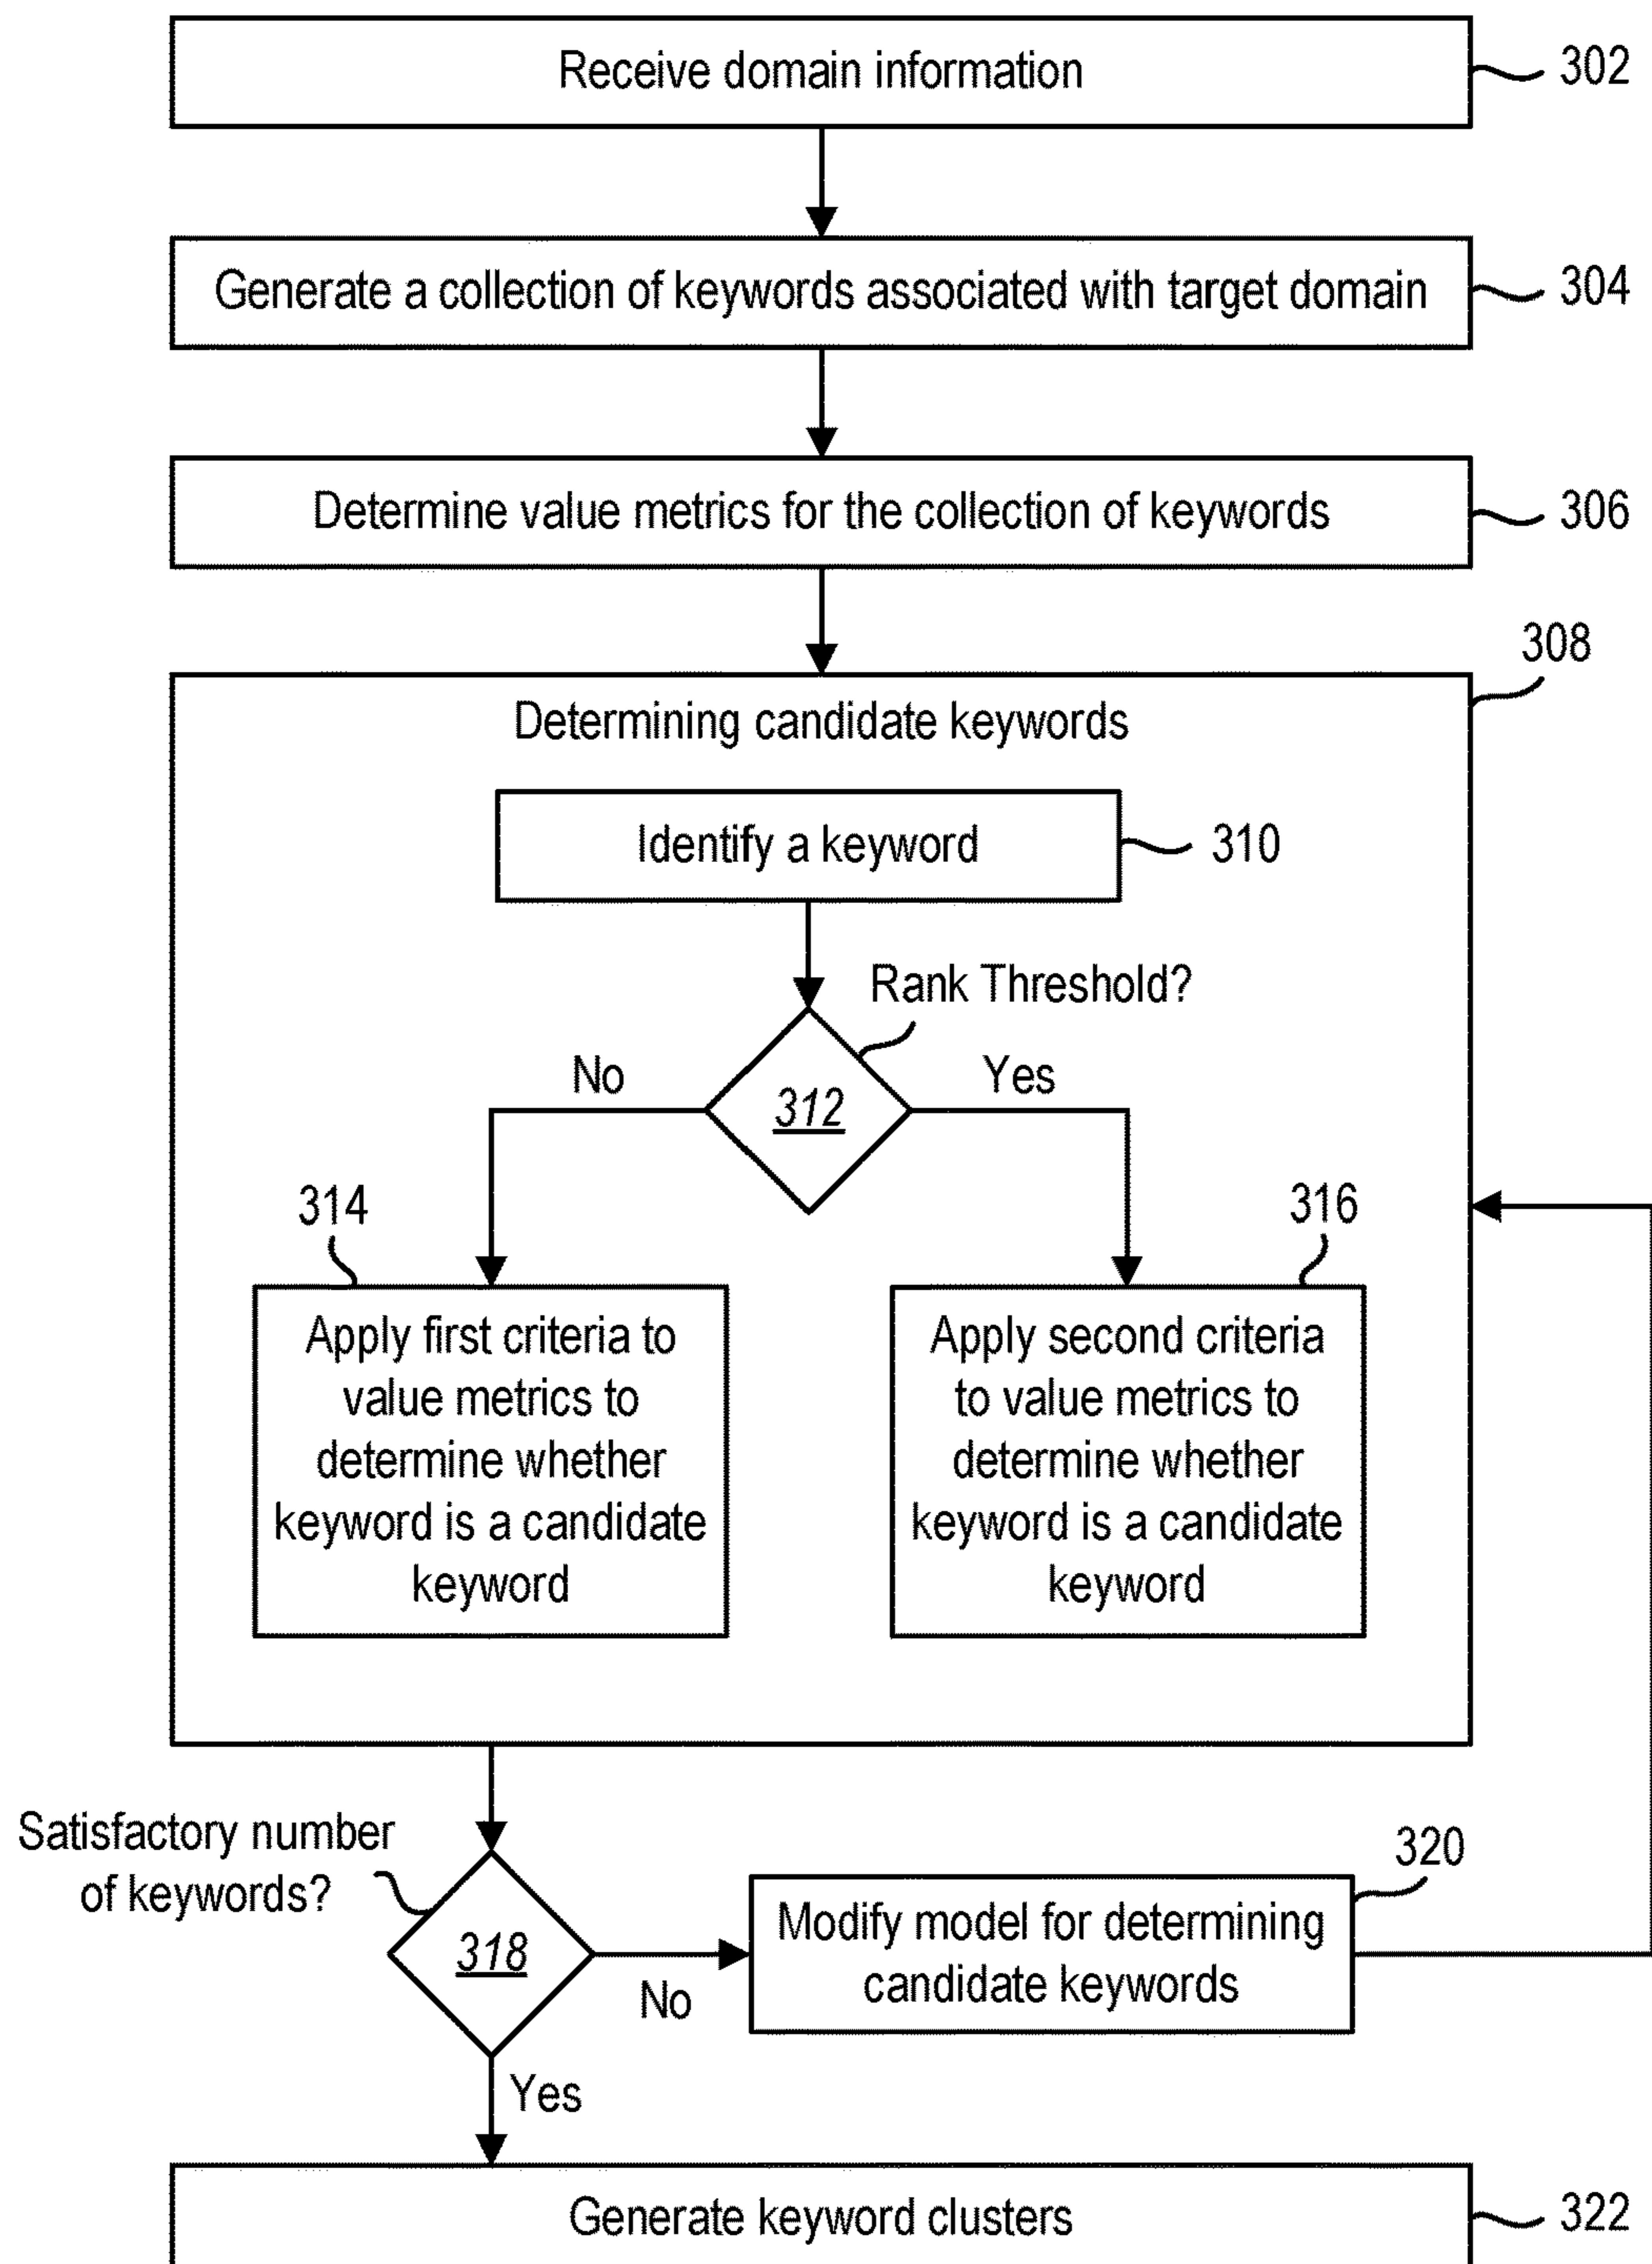 Receive domain information
302
Generate a collection of keywords associated with target domain
304
Determine value metrics for the collection of keywords
306
308
Determining candidate keywords
Identify a keyword
310
Rank Threshold?
No
Yes
312
314
316
Apply first criteria to
value metrics to
determine whether
keyword is a candidate
keyword
Apply second criteria
to value metrics to
determine whether
keyword is a candidate
keyword
Satisfactory number
of keywords?
318
No
320
Modify model for determining
candidate keywords
Yes
Generate keyword clusters
322